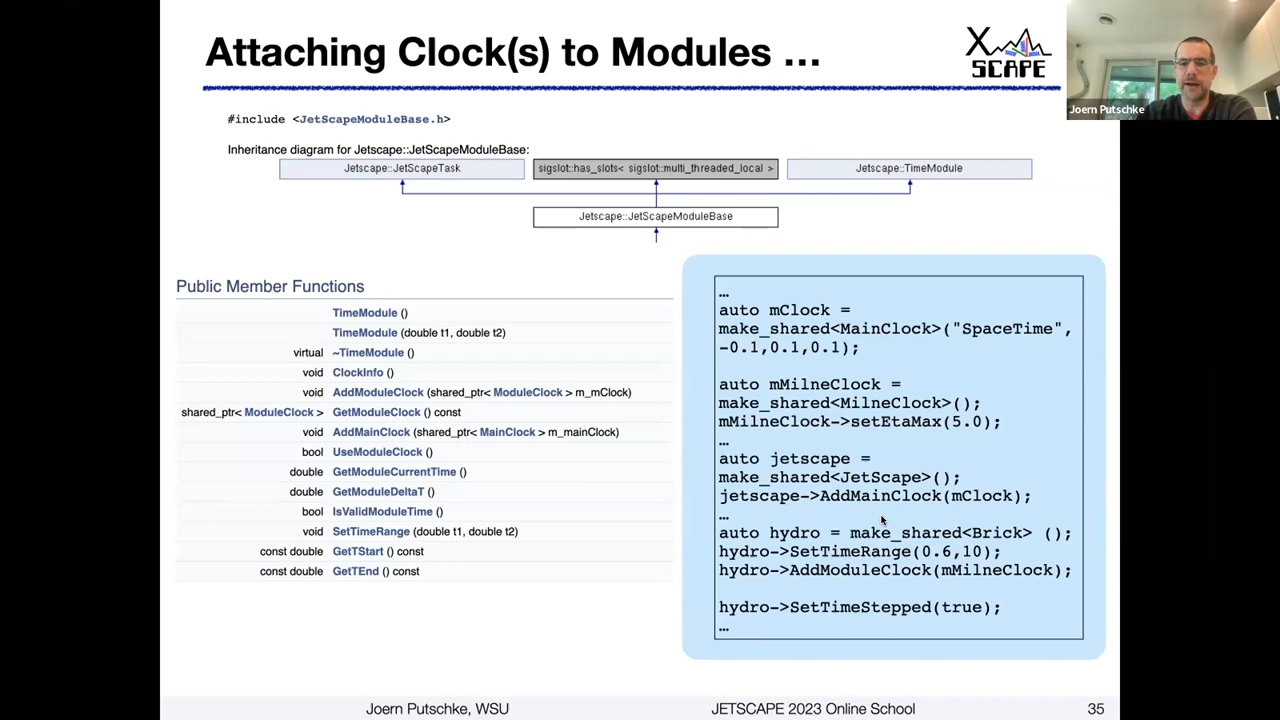 Attaching Clock(s) to Modules ...
X
SCAPE
Joern Putschke
#include <JetScapeModuleBase.h>
Inheritance diagram for Jetscape::JetScapeModuleBase:
Jetscape::JetScapeTask
sigslot::has_slots< sigslot::multi_threaded_local >
Jetscape::TimeModule
Jetscape::JetScapeModuleBase
Public Member Functions
TimeModule ()
TimeModule (double t1, double t2)
virtual ~TimeModule ()
void ClockInfo ()
void AddModuleClock (shared_ptr< ModuleClock > m_mClock)
shared_ptr< ModuleClock > GetModuleClock () const
void AddMainClock (shared_ptr< MainClock > m_mainClock)
bool UseModuleClock ()
double GetModuleCurrentTime ()
double GetModuleDeltaT ()
bool IsValidModuleTime ()
void SetTimeRange (double t1, double t2)
const double GetTStart () const
const double GetTEnd () const
…
auto mClock =
make_shared<MainClock>("SpaceTime",
-0.1,0.1,0.1);
auto mMilneClock =
make_shared<MilneClock>();
mMilneClock->setEtaMax(5.0);
…
auto jetscape =
make_shared<JetScape>();
jetscape->AddMainClock(mClock);
…
auto hydro = make_shared<Brick> ();
hydro->SetTimeRange(0.6,10);
hydro->AddModuleClock(mMilneClock);
hydro->SetTimeStepped(true);
…
Joern Putschke, WSU
JETSCAPE 2023 Online School
35